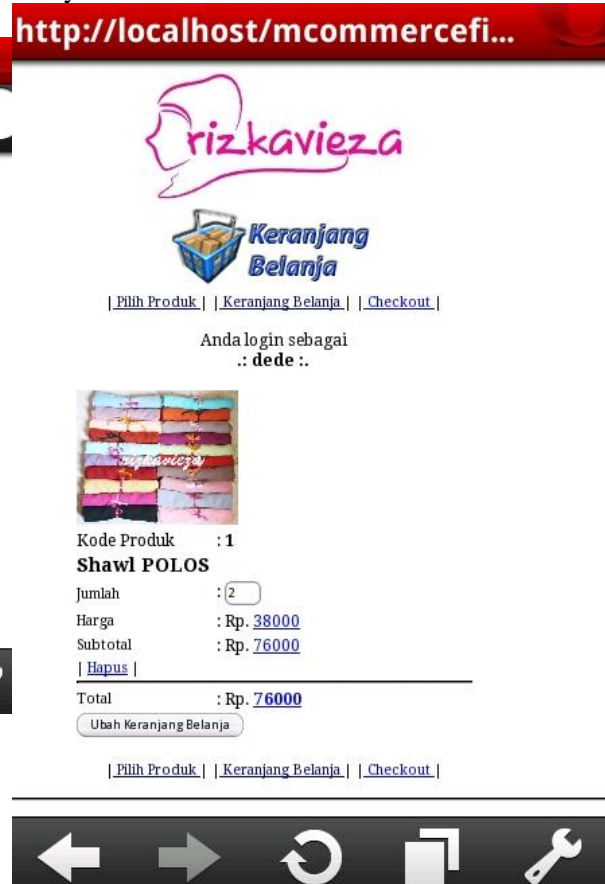 http://localhost/mcommercefi...
rizkavieza
Keranjang
Belanja
| Pilih Produk | | Keranjang Belanja | | Checkout |
Anda login sebagai
.: dede :.
rizkavieza
Kode Produk : 1
Shawl POLOS
Jumlah : 2
Harga : Rp. 38000
Subtotal : Rp. 76000
| Hapus |
Total : Rp. 76000
Ubah Keranjang Belanja
| Pilih Produk | | Keranjang Belanja | | Checkout |